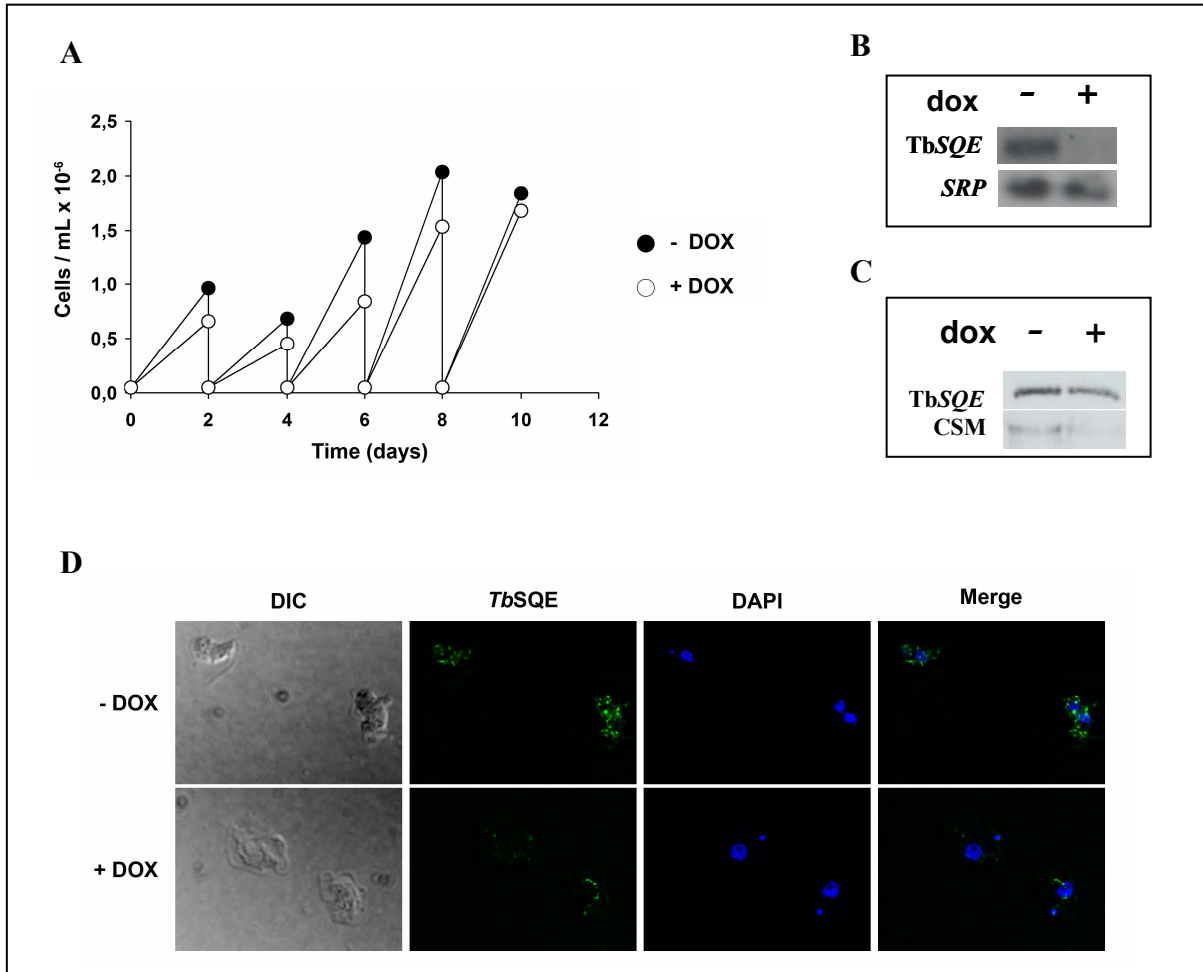 A
2,5
2,0
1,5
1,0
0,5
0,0
Cells / mL x 10⁻⁶
0 2 4 6 8 10 12
Time (days)
- DOX
+ DOX
B
dox - +
TbSQE
SRP
C
dox - +
TbSQE
CSM
D
DIC TbSQE DAPI Merge
- DOX
+ DOX